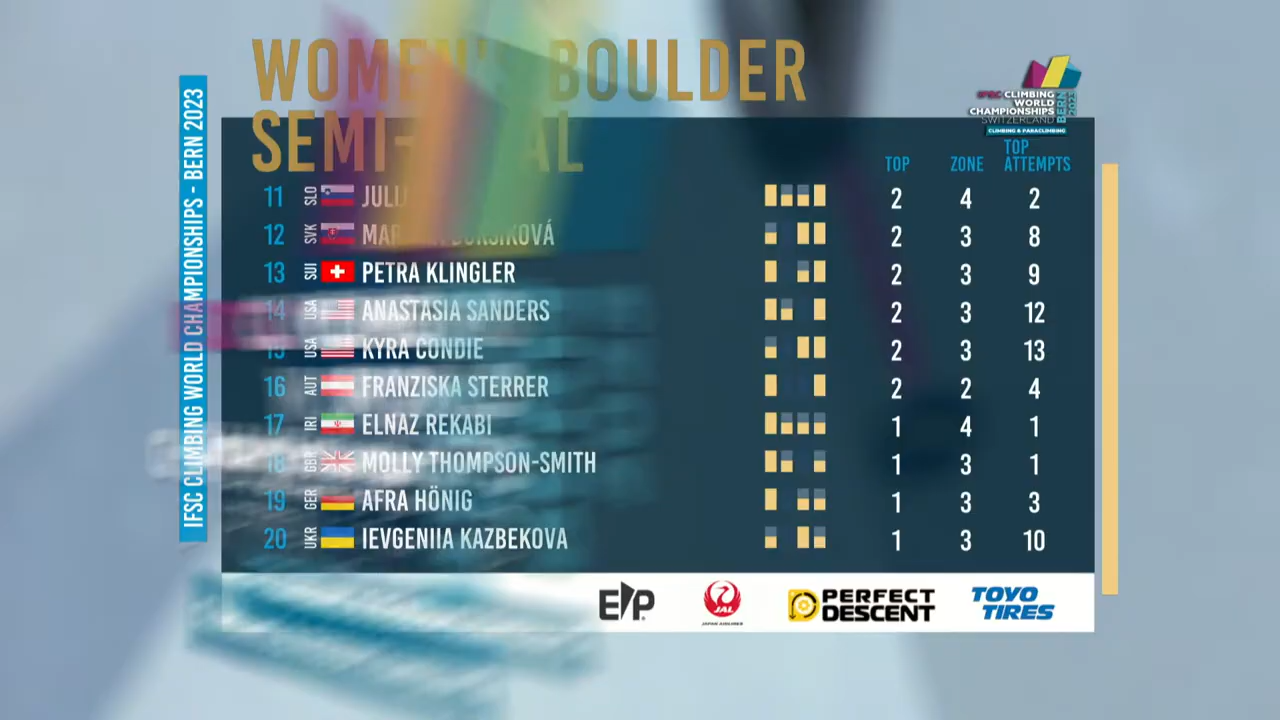 WOMEN'S BOULDER
SEMI-FINAL
IFSC CLIMBING WORLD CHAMPIONSHIPS - BERN 2023
IFSC CLIMBING
WORLD
CHAMPIONSHIPS
SWITZERLAND
BERN 2023
CLIMBING & PARACLIMBING
TOP ZONE TOP ATTEMPTS
11 SLO 2 4 2
12 SVK 2 3 8
13 SUI PETRA KLINGLER 2 3 9
14 USA ANASTASIA SANDERS 2 3 12
15 USA KYRA CONDIE 2 3 13
16 AUT FRANZISKA STERRER 2 2 4
17 IRI ELNAZ REKABI 1 4 1
18 GBR MOLLY THOMPSON-SMITH 1 3 1
19 GER AFRA HÖNIG 1 3 3
20 UKR IEVGENIIA KAZBEKOVA 1 3 10
EP JAL JAPAN AIRLINES PERFECT DESCENT TOYO TIRES